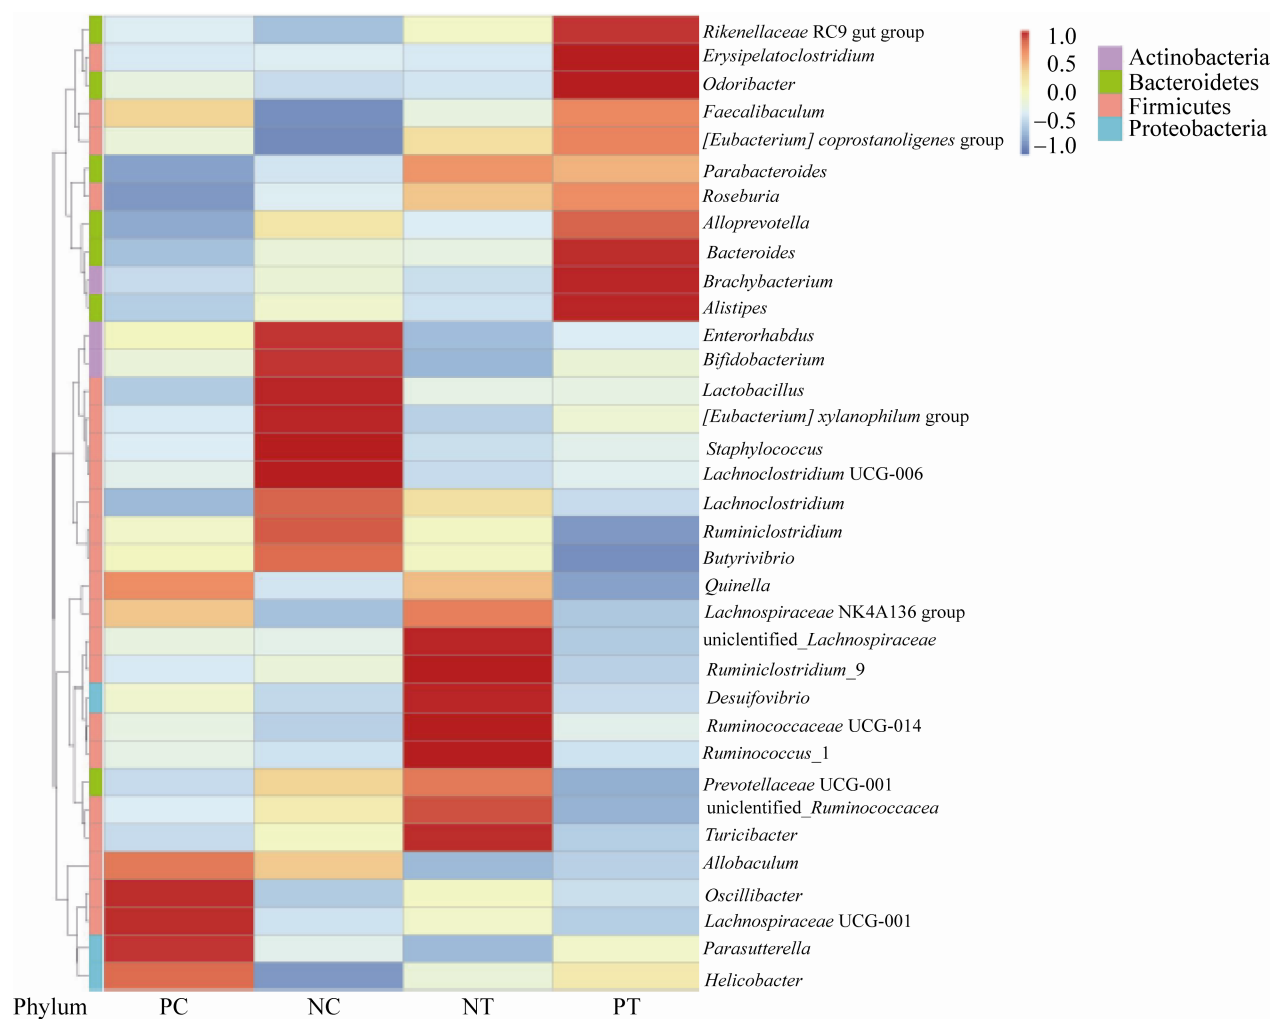 Rikenellaceae RC9 gut group
Erysipelatoclostridium
Odoribacter
Faecalibaculum
[Eubacterium] coprostanoligenes group
Parabacteroides
Roseburia
Alloprevotella
Bacteroides
Brachybacterium
Alistipes
Enterorhabdus
Bifidobacterium
Lactobacillus
[Eubacterium] xylanophilum group
Staphylococcus
Lachnoclostridium UCG-006
Lachnoclostridium
Ruminiclostridium
Butyrivibrio
Quinella
Lachnospiraceae NK4A136 group
uniclentified_Lachnospiraceae
Ruminiclostridium_9
Desuifovibrio
Ruminococcaceae UCG-014
Ruminococcus_1
Prevotellaceae UCG-001
uniclentified_Ruminococcacea
Turicibacter
Allobaculum
Oscillibacter
Lachnospiraceae UCG-001
Parasutterella
Helicobacter
Phylum PC NC NT PT
1.0
0.5
0.0
−0.5
−1.0
Actinobacteria
Bacteroidetes
Firmicutes
Proteobacteria